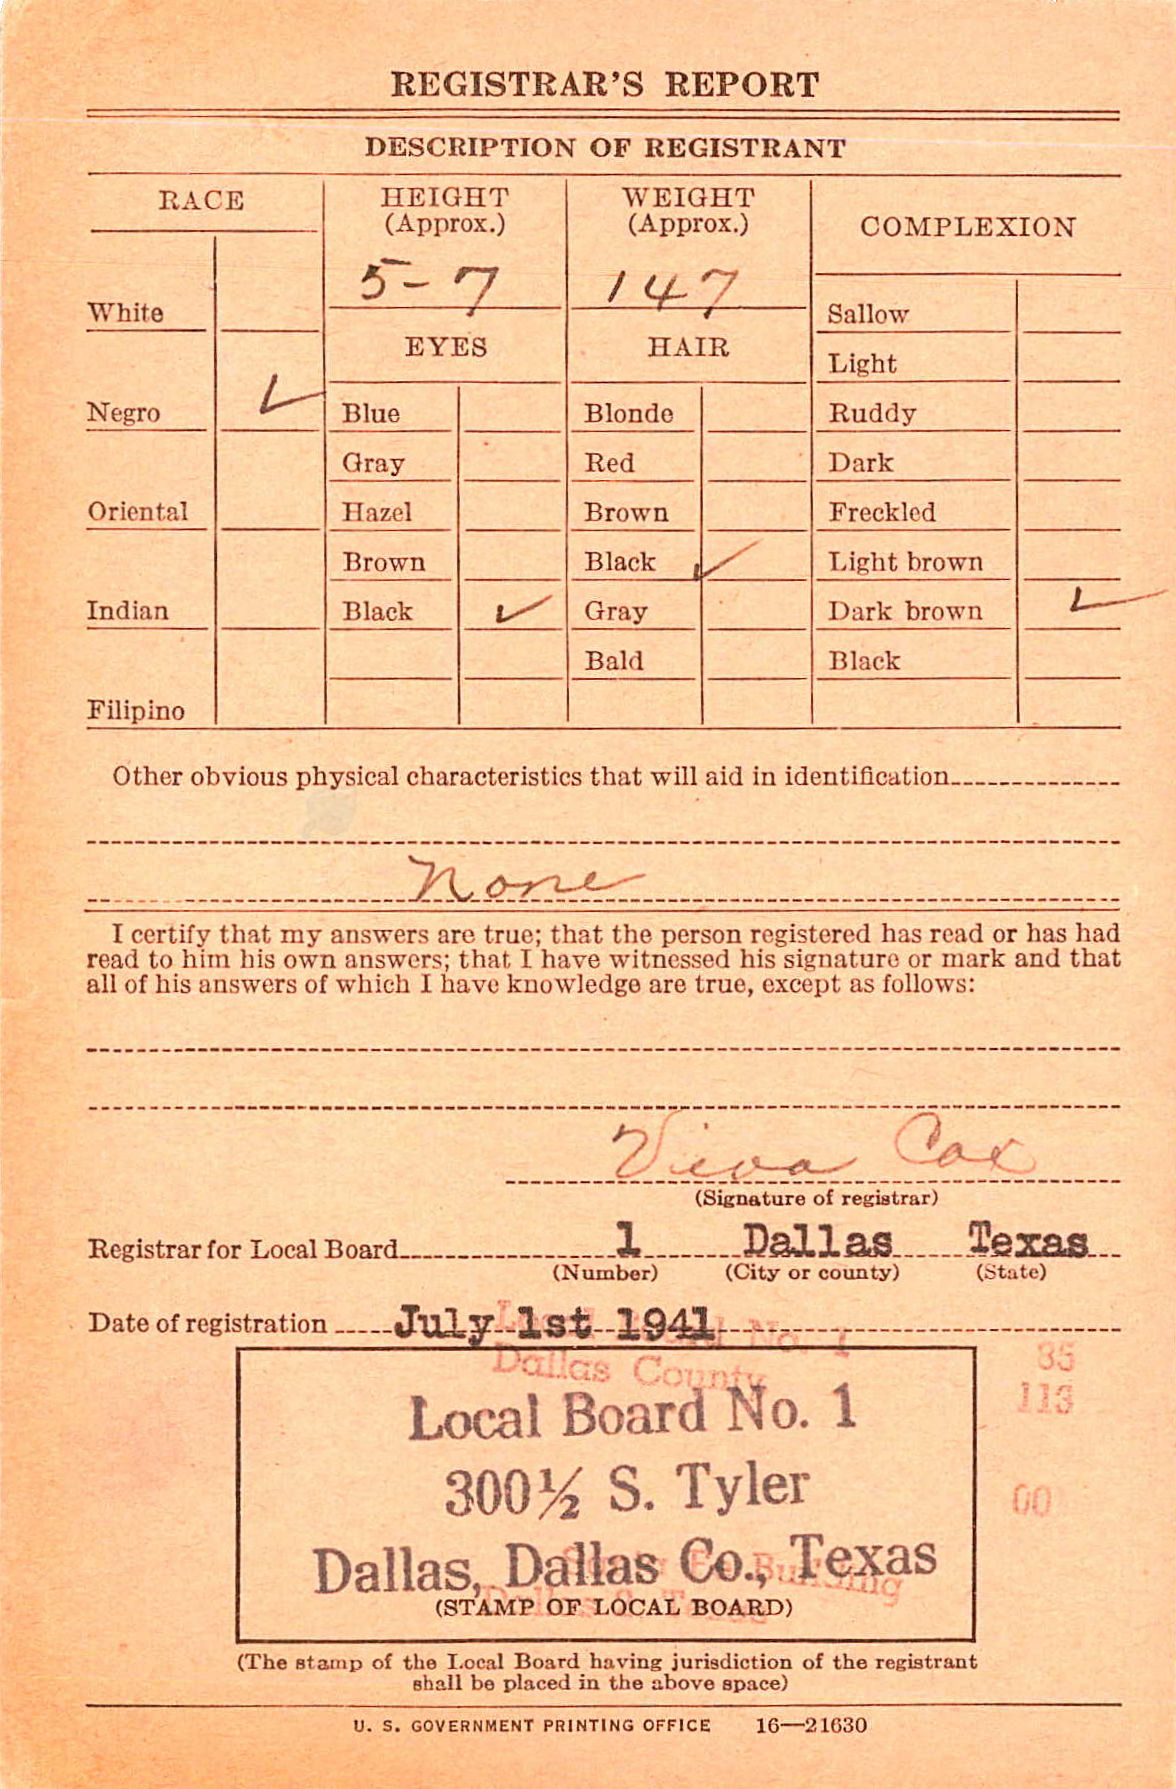 REGISTRAR'S REPORT
DESCRIPTION OF REGISTRANT
RACE
White
Negro ✓
Oriental
Indian
Filipino
HEIGHT
(Approx.)
5-7
EYES
Blue
Gray
Hazel
Brown
Black ✓
WEIGHT
(Approx.)
147
HAIR
Blonde
Red
Brown
Black ✓
Gray
Bald
COMPLEXION
Sallow
Light
Ruddy
Dark
Freckled
Light brown
Dark brown ✓
Black
Other obvious physical characteristics that will aid in identification
None
I certify that my answers are true; that the person registered has read or has had
read to him his own answers; that I have witnessed his signature or mark and that
all of his answers of which I have knowledge are true, except as follows:
Cox
(Signature of registrar)
Registrar for Local Board 1 Dallas Texas
(Number) (City or county) (State)
Date of registration July 1st 1941
Local Board No. 1
Dallas County
85
113
00
Local Board No. 1
300½ S. Tyler
Dallas, Dallas Co., Texas
Building
(STAMP OF LOCAL BOARD)
(The stamp of the Local Board having jurisdiction of the registrant
shall be placed in the above space)
U. S. GOVERNMENT PRINTING OFFICE 16—21630